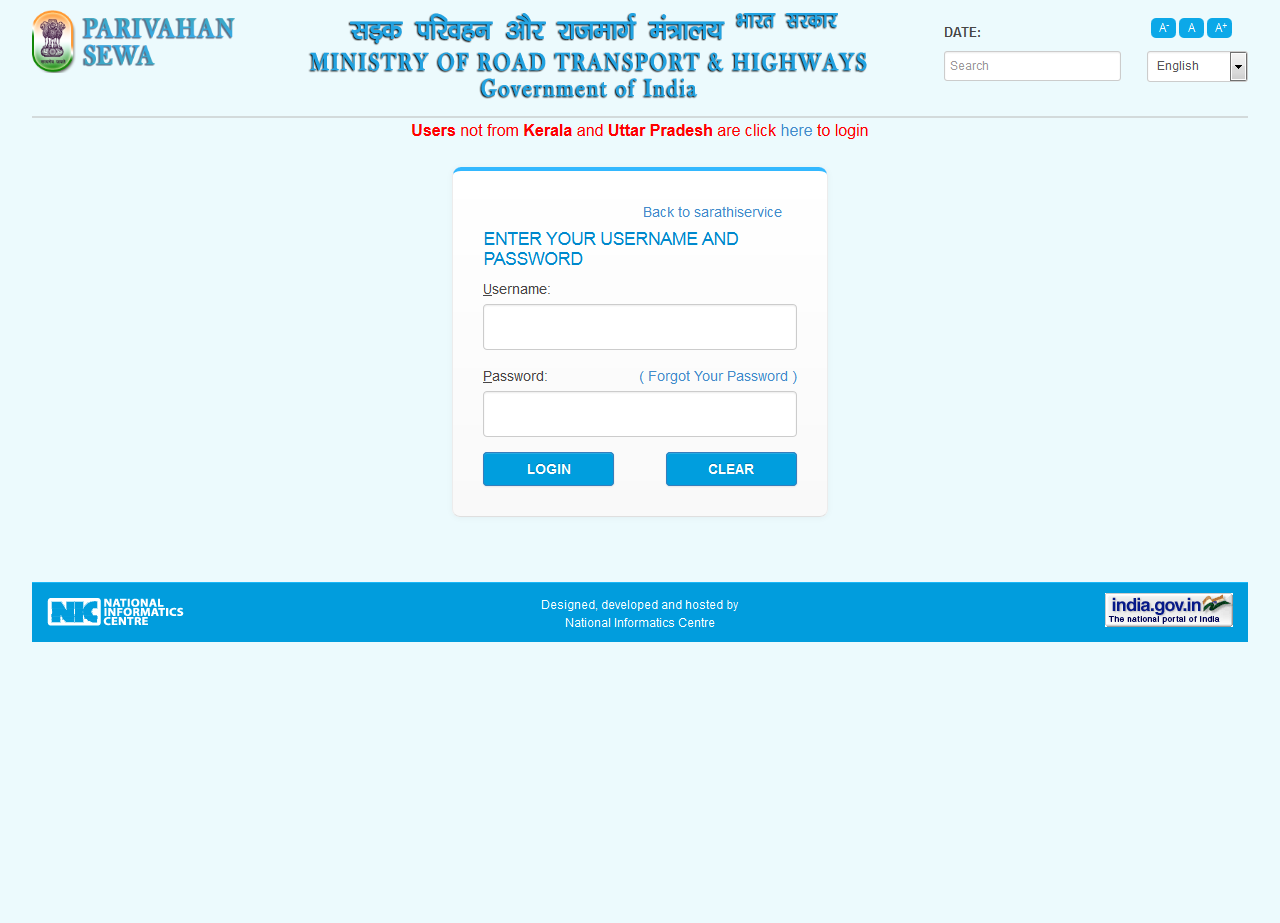 PARIVAHAN
SEWA
सड़क परिवहन और राजमार्ग मंत्रालय भारत सरकार
MINISTRY OF ROAD TRANSPORT & HIGHWAYS
Government of India
DATE:
A- A A+
Search
English
Users not from Kerala and Uttar Pradesh are click here to login
Back to sarathiservice
ENTER YOUR USERNAME AND
PASSWORD
Username:
Password: ( Forgot Your Password )
LOGIN CLEAR
NIC NATIONAL
INFORMATICS
CENTRE
Designed, developed and hosted by
National Informatics Centre
india.gov.in
The national portal of India